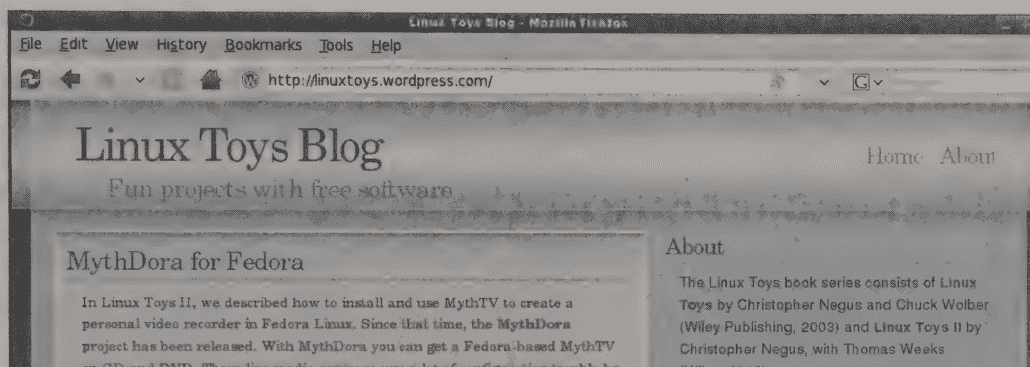 Linux Toys Blog - Mozilla Firefox
File Edit View History Bookmarks Tools Help
http://linuxtoys.wordpress.com/
G
Linux Toys Blog
Home About
Fun projects with free software
MythDora for Fedora
In Linux Toys II, we described how to install and use MythTV to create a
personal video recorder in Fedora Linux. Since that time, the MythDora
project has been released. With MythDora you can get a Fedora-based MythTV
About
The Linux Toys book series consists of Linux
Toys by Christopher Negus and Chuck Wolber
(Wiley Publishing, 2003) and Linux Toys II by
Christopher Negus, with Thomas Weeks